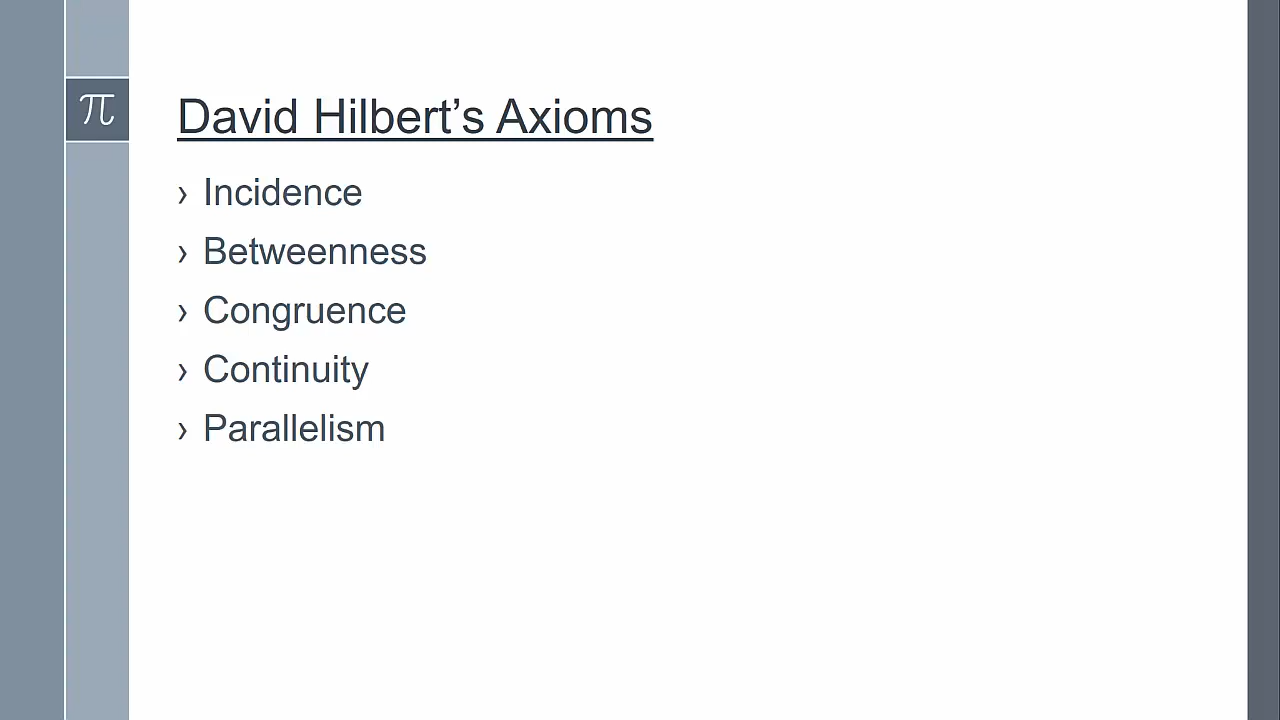 π
David Hilbert’s Axioms
› Incidence
› Betweenness
› Congruence
› Continuity
› Parallelism